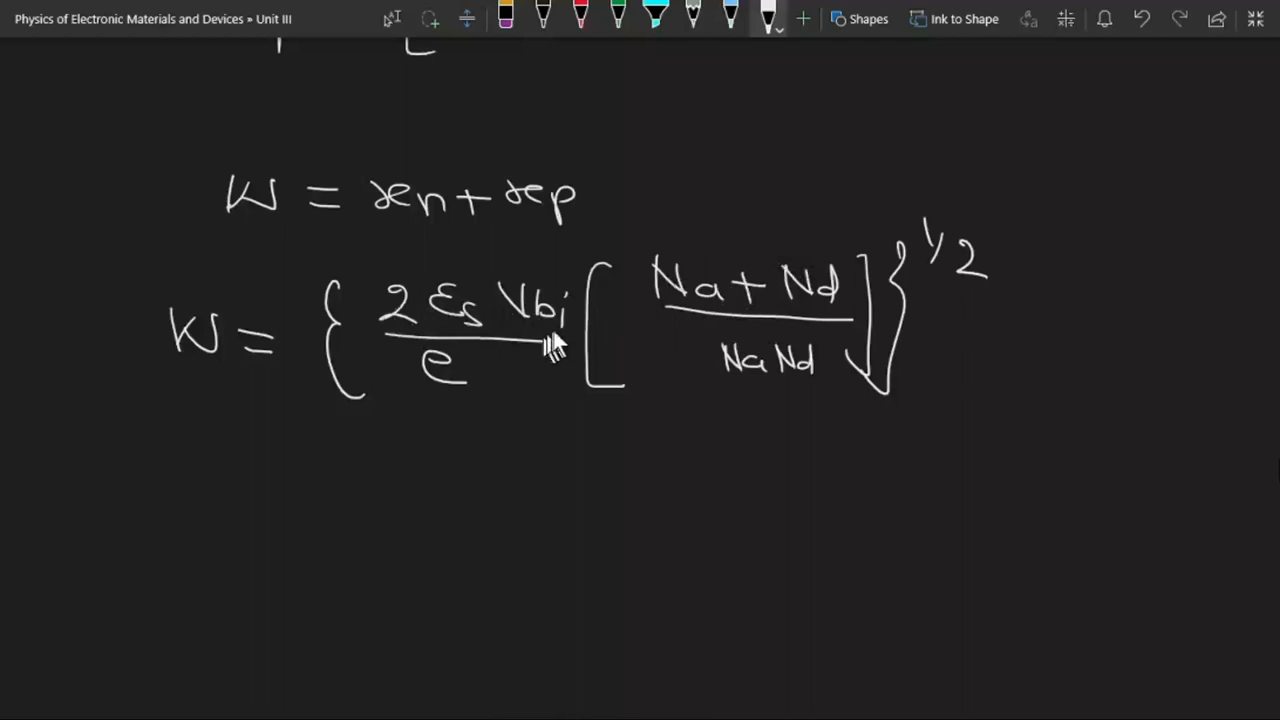 Physics of Electronic Materials and Devices » Unit III
Shapes
Ink to Shape
W = xn + xp
W = { 2 εs Vbi / e [ Na + Nd / Na Nd ] }^1/2